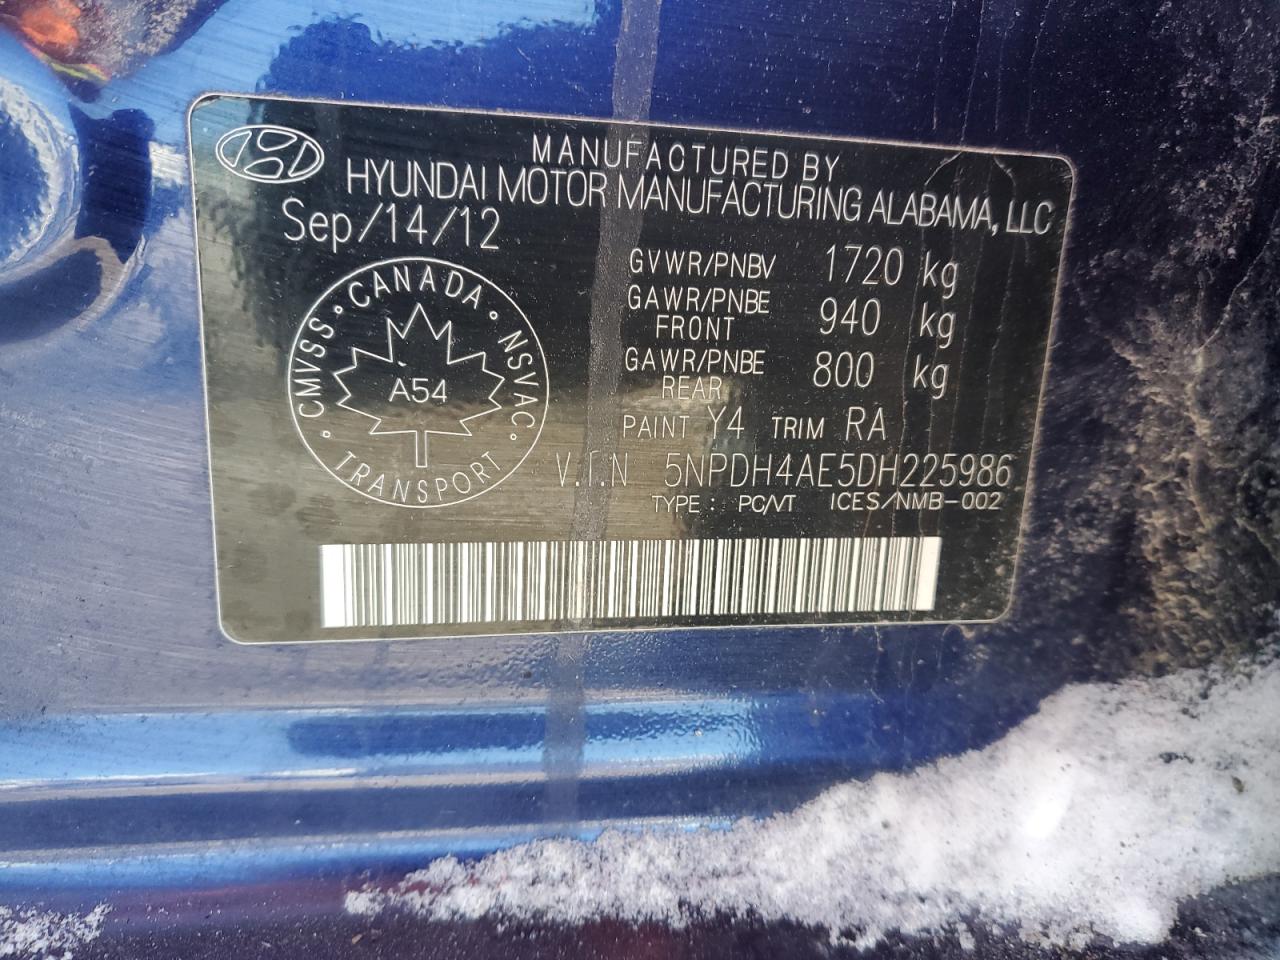 MANUFACTURED BY
HYUNDAI MOTOR MANUFACTURING ALABAMA, LLC
Sep/14/12
GVWR/PNBV 1720 kg
GAWR/PNBE FRONT 940 kg
GAWR/PNBE REAR 800 kg
PAINT Y4 TRIM RA
V.I.N 5NPDH4AE5DH225986
TYPE: PC/VT ICES/NMB-002
CMVSS · CANADA · NSVAC
A54
· TRANSPORT ·